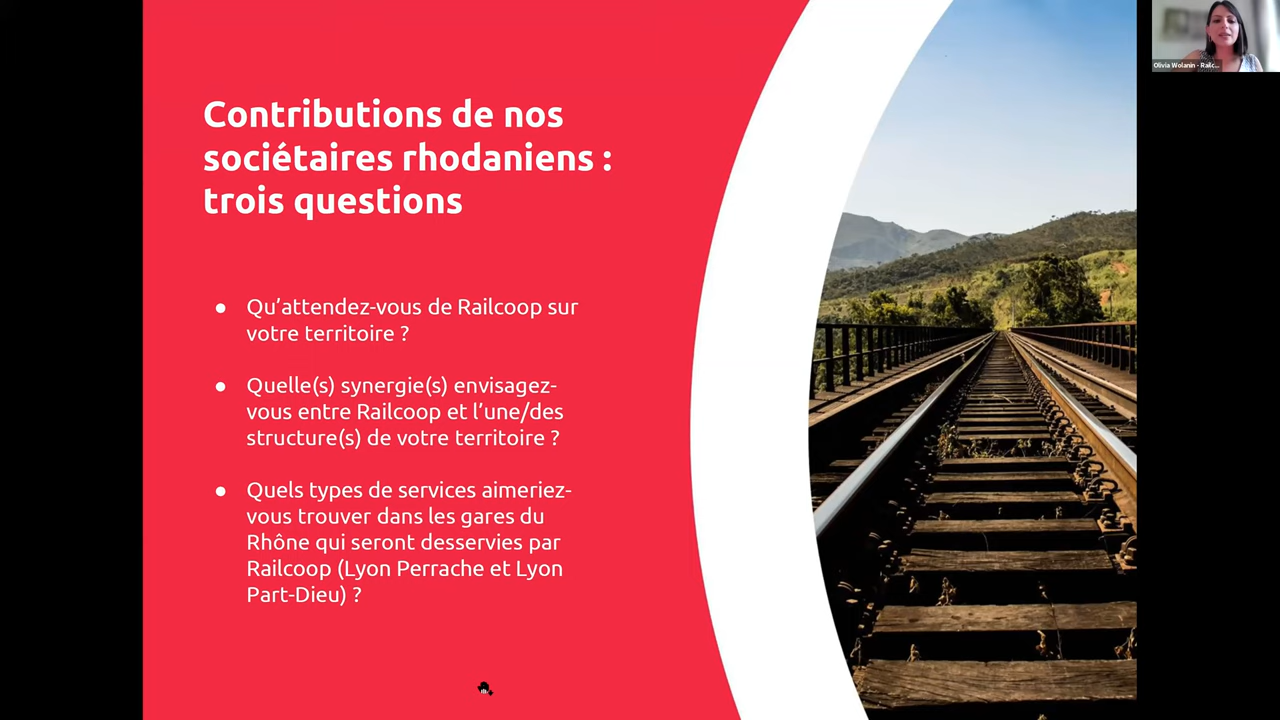 Contributions de nos
sociétaires rhodaniens :
trois questions
● Qu’attendez-vous de Railcoop sur
votre territoire ?
● Quelle(s) synergie(s) envisagez-
vous entre Railcoop et l’une/des
structure(s) de votre territoire ?
● Quels types de services aimeriez-
vous trouver dans les gares du
Rhône qui seront desservies par
Railcoop (Lyon Perrache et Lyon
Part-Dieu) ?
Olivia Wolanin - Railc...